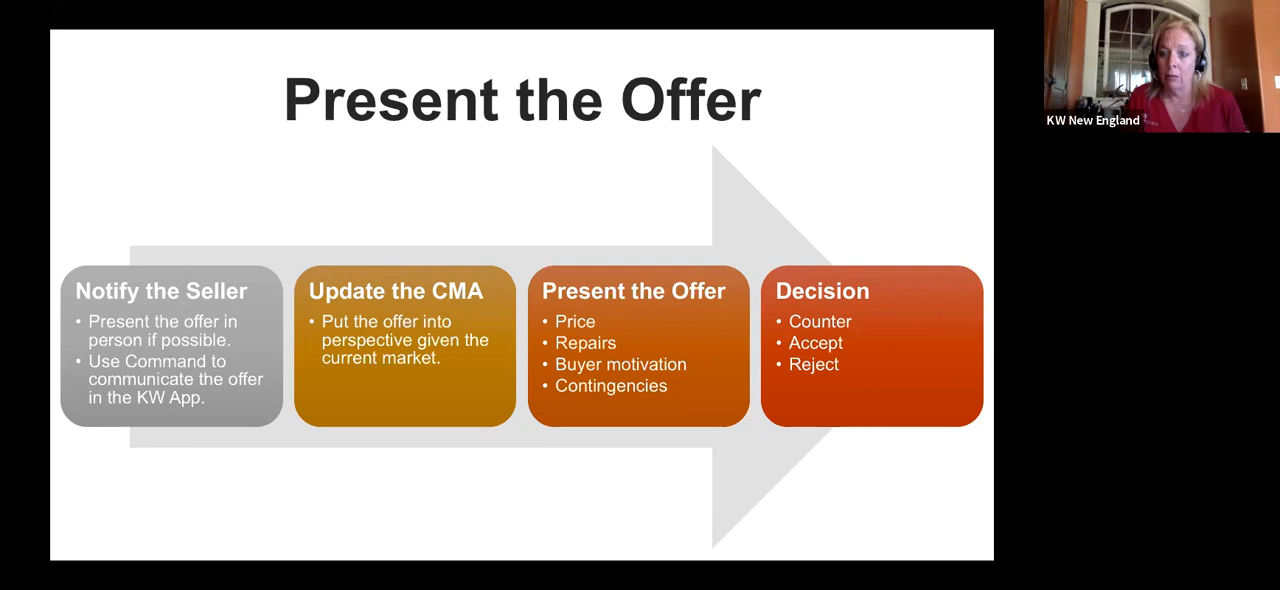 Present the Offer
KW New England
Notify the Seller
• Present the offer in
person if possible.
• Use Command to
communicate the offer
in the KW App.
Update the CMA
• Put the offer into
perspective given the
current market.
Present the Offer
• Price
• Repairs
• Buyer motivation
• Contingencies
Decision
• Counter
• Accept
• Reject